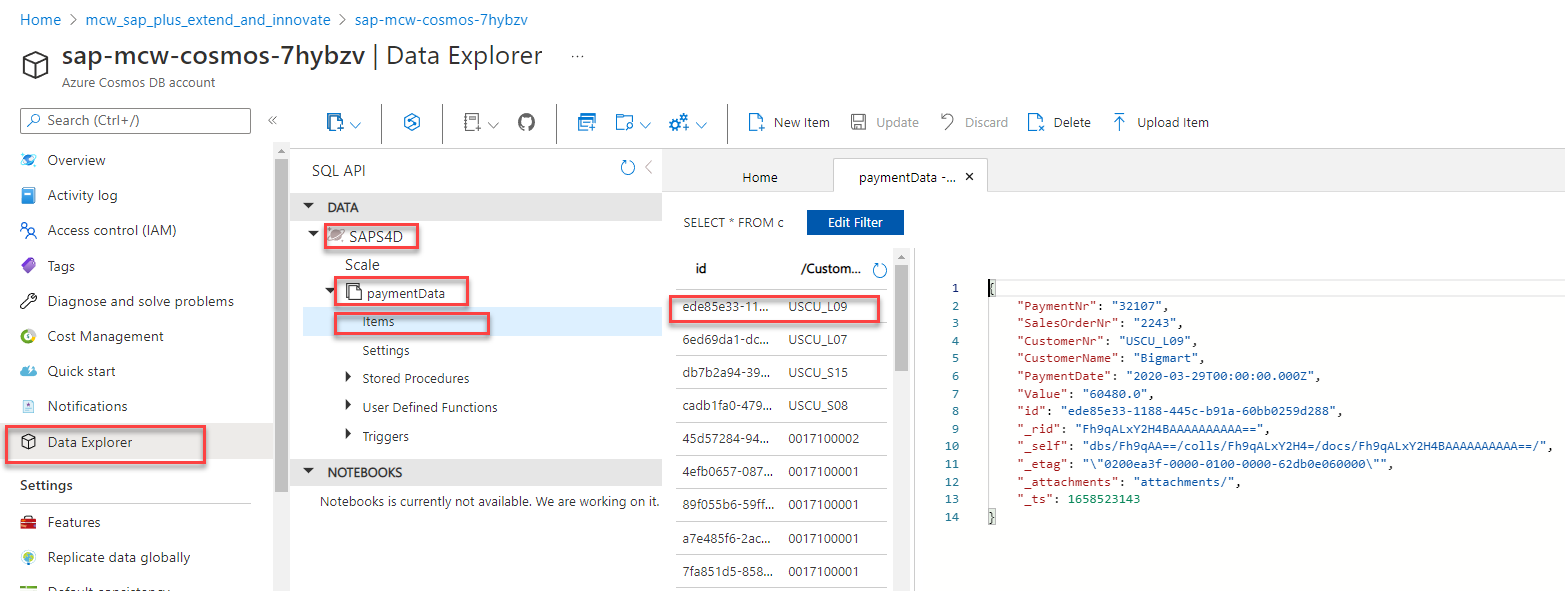 Home > mcw_sap_plus_extend_and_innovate > sap-mcw-cosmos-7hybzv
sap-mcw-cosmos-7hybzv | Data Explorer ...
Azure Cosmos DB account
Search (Ctrl+/)
Overview
Activity log
Access control (IAM)
Tags
Diagnose and solve problems
Cost Management
Quick start
Notifications
Data Explorer
Settings
Features
Replicate data globally
Default consistency
New Item
Update
Discard
Delete
Upload Item
SQL API
DATA
SAPS4D
Scale
paymentData
Items
Settings
Stored Procedures
User Defined Functions
Triggers
NOTEBOOKS
Notebooks is currently not available. We are working on it.
Home
paymentData -...
SELECT * FROM c
Edit Filter
id /Custom...
ede85e33-11... USCU_L09
6ed69da1-dc... USCU_L07
db7b2a94-39... USCU_S15
cadb1fa0-479... USCU_S08
45d57284-94... 0017100002
4efb0657-087... 0017100001
89f055b6-59ff... 0017100001
a7e485f6-2ac... 0017100001
7fa851d5-858... 0017100001
1 {
2 "PaymentNr": "32107",
3 "SalesOrderNr": "2243",
4 "CustomerNr": "USCU_L09",
5 "CustomerName": "Bigmart",
6 "PaymentDate": "2020-03-29T00:00:00.000Z",
7 "Value": "60480.0",
8 "id": "ede85e33-1188-445c-b91a-60bb0259d288",
9 "_rid": "Fh9qALxY2H4BAAAAAAAAAA==",
10 "_self": "dbs/Fh9qAA==/colls/Fh9qALxY2H4=/docs/Fh9qALxY2H4BAAAAAAAAAA==/",
11 "_etag": "\"0200ea3f-0000-0100-0000-62db0e060000\"",
12 "_attachments": "attachments/",
13 "_ts": 1658523143
14 }